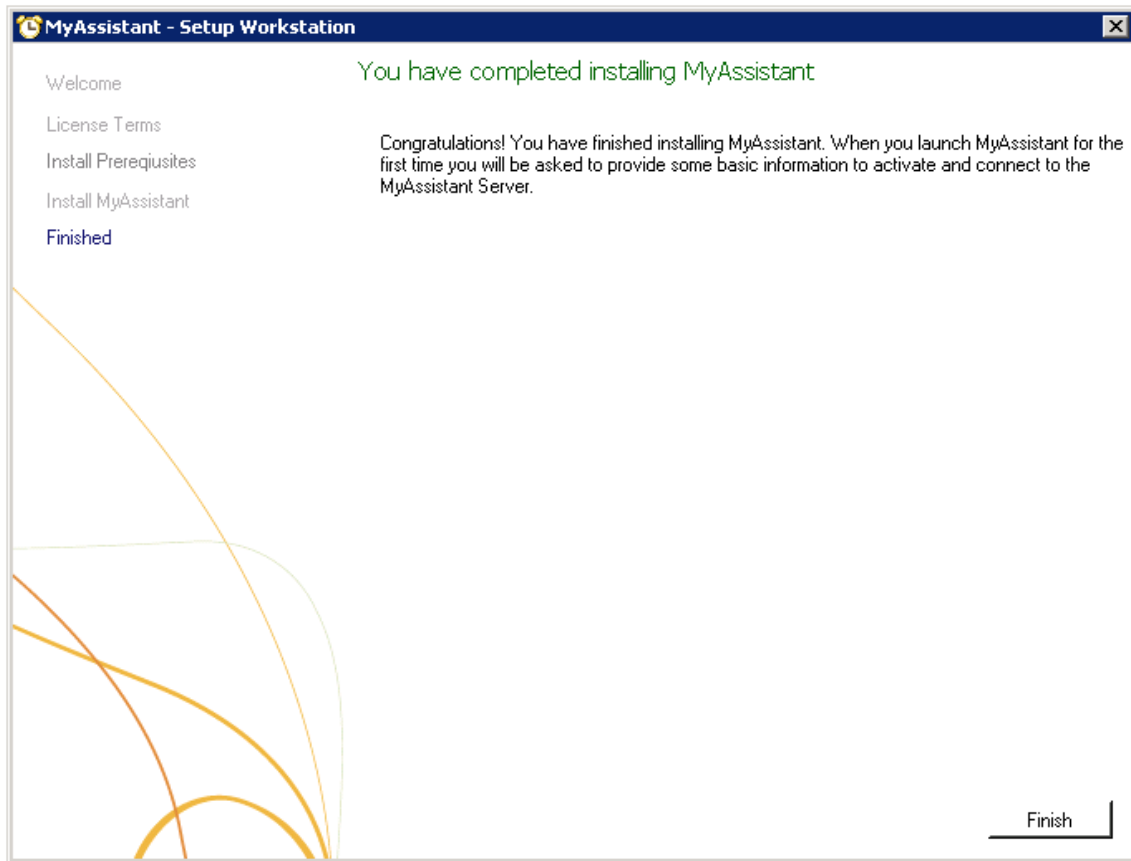 MyAssistant - Setup Workstation
Welcome
License Terms
Install Prereqiusites
Install MyAssistant
Finished
You have completed installing MyAssistant
Congratulations! You have finished installing MyAssistant. When you launch MyAssistant for the
first time you will be asked to provide some basic information to activate and connect to the
MyAssistant Server.
Finish